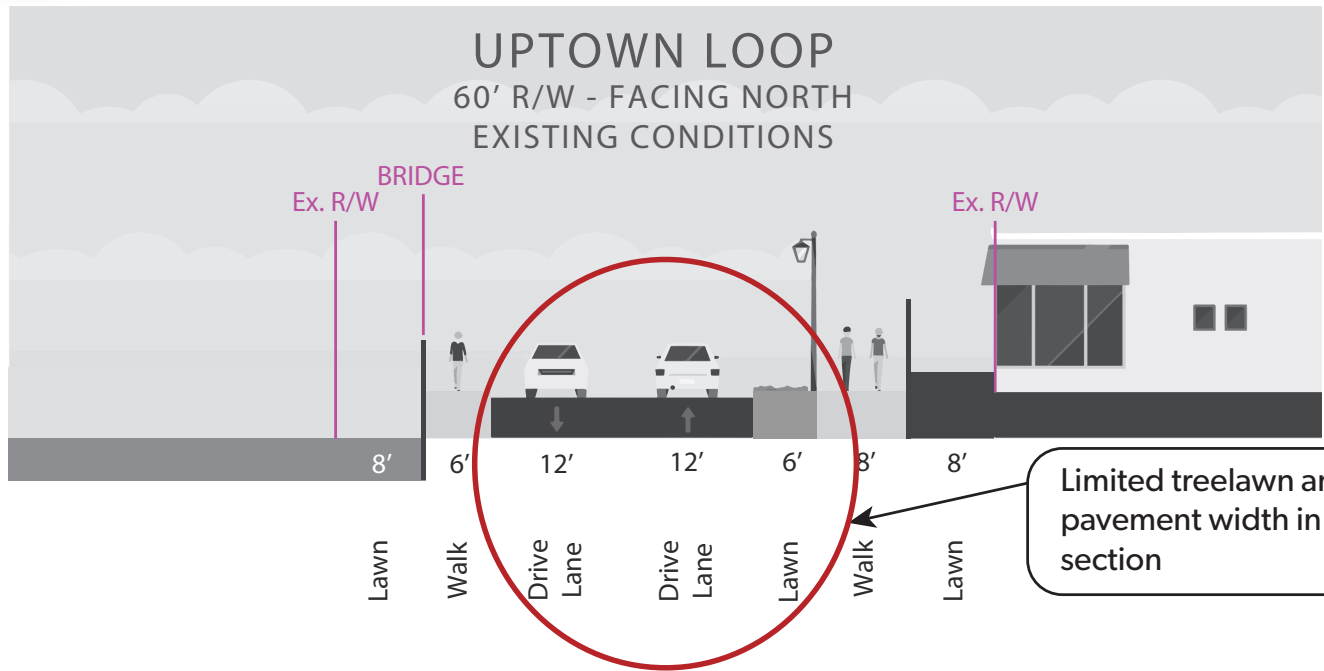 UPTOWN LOOP
60’ R/W - FACING NORTH
EXISTING CONDITIONS
BRIDGE
Ex. R/W
Ex. R/W
8’ 6’ 12’ 12’ 6’ 8’ 8’
Lawn
Walk
Drive
Lane
Drive
Lane
Lawn
Walk
Lawn
Limited treelawn
pavement width in
section